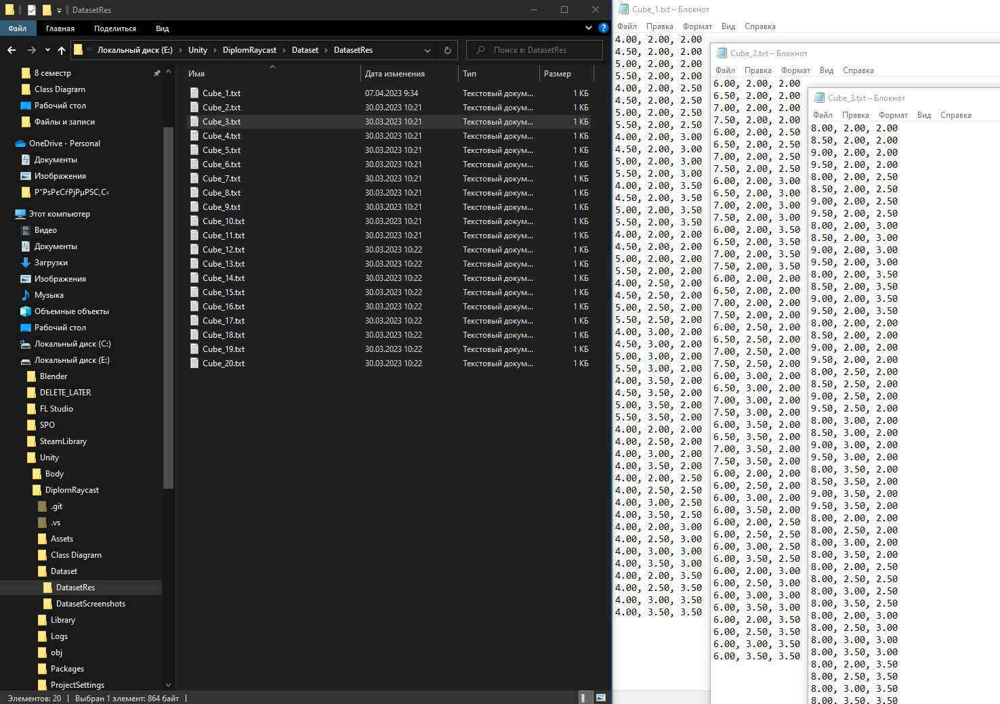 DatasetRes
Файл
Главная
Поделиться
Вид
Локальный диск (E:) › Unity › DiplomRaycast › Dataset › DatasetRes
Поиск в: DatasetRes
8 семестр
Class Diagram
Рабочий стол
Файлы и записи
OneDrive - Personal
Документы
Изображения
Р”РѕРєСѓРјРµРЅС‚С‹
Этот компьютер
Видео
Документы
Загрузки
Изображения
Музыка
Объемные объекты
Рабочий стол
Локальный диск (C:)
Локальный диск (E:)
Blender
DELETE_LATER
FL Studio
SPO
SteamLibrary
Unity
Body
DiplomRaycast
.git
.vs
Assets
Class Diagram
Dataset
DatasetRes
DatasetScreenshots
Library
Logs
obj
Packages
ProjectSettings
Имя Дата изменения Тип Размер
Cube_1.txt 07.04.2023 9:34 Текстовый докум... 1 КБ
Cube_2.txt 30.03.2023 10:21 Текстовый докум... 1 КБ
Cube_3.txt 30.03.2023 10:21 Текстовый докум... 1 КБ
Cube_4.txt 30.03.2023 10:21 Текстовый докум... 1 КБ
Cube_5.txt 30.03.2023 10:21 Текстовый докум... 1 КБ
Cube_6.txt 30.03.2023 10:21 Текстовый докум... 1 КБ
Cube_7.txt 30.03.2023 10:21 Текстовый докум... 1 КБ
Cube_8.txt 30.03.2023 10:21 Текстовый докум... 1 КБ
Cube_9.txt 30.03.2023 10:21 Текстовый докум... 1 КБ
Cube_10.txt 30.03.2023 10:21 Текстовый докум... 1 КБ
Cube_11.txt 30.03.2023 10:21 Текстовый докум... 1 КБ
Cube_12.txt 30.03.2023 10:22 Текстовый докум... 1 КБ
Cube_13.txt 30.03.2023 10:22 Текстовый докум... 1 КБ
Cube_14.txt 30.03.2023 10:22 Текстовый докум... 1 КБ
Cube_15.txt 30.03.2023 10:22 Текстовый докум... 1 КБ
Cube_16.txt 30.03.2023 10:22 Текстовый докум... 1 КБ
Cube_17.txt 30.03.2023 10:22 Текстовый докум... 1 КБ
Cube_18.txt 30.03.2023 10:22 Текстовый докум... 1 КБ
Cube_19.txt 30.03.2023 10:22 Текстовый докум... 1 КБ
Cube_20.txt 30.03.2023 10:22 Текстовый докум... 1 КБ
Элементов: 20 | Выбран 1 элемент: 864 байт |
Cube_1.txt – Блокнот
Файл Правка Формат Вид Справка
4.00, 2.00, 2.00
4.50, 2.00, 2.00
5.00, 2.00, 2.00
5.50, 2.00, 2.00
4.00, 2.00, 2.50
4.50, 2.00, 2.50
5.00, 2.00, 2.50
5.50, 2.00, 2.50
4.00, 2.00, 3.00
4.50, 2.00, 3.00
5.00, 2.00, 3.00
5.50, 2.00, 3.00
4.00, 2.00, 3.50
4.50, 2.00, 3.50
5.00, 2.00, 3.50
5.50, 2.00, 3.50
4.00, 2.00, 2.00
4.50, 2.00, 2.00
5.00, 2.00, 2.00
5.50, 2.00, 2.00
4.00, 2.50, 2.00
4.50, 2.50, 2.00
5.00, 2.50, 2.00
5.50, 2.50, 2.00
4.00, 3.00, 2.00
4.50, 3.00, 2.00
5.00, 3.00, 2.00
5.50, 3.00, 2.00
4.00, 3.50, 2.00
4.50, 3.50, 2.00
5.00, 3.50, 2.00
5.50, 3.50, 2.00
4.00, 2.00, 2.00
4.00, 2.50, 2.00
4.00, 3.00, 2.00
4.00, 3.50, 2.00
4.00, 2.00, 2.50
4.00, 2.50, 2.50
4.00, 3.00, 2.50
4.00, 3.50, 2.50
4.00, 2.00, 3.00
4.00, 2.50, 3.00
4.00, 3.00, 3.00
4.00, 3.50, 3.00
4.00, 2.00, 3.50
4.00, 2.50, 3.50
4.00, 3.00, 3.50
4.00, 3.50, 3.50
Cube_2.txt – Блокнот
Файл Правка Формат Вид Справка
6.00, 2.00, 2.00
6.50, 2.00, 2.00
7.00, 2.00, 2.00
7.50, 2.00, 2.00
6.00, 2.00, 2.50
6.50, 2.00, 2.50
7.00, 2.00, 2.50
7.50, 2.00, 2.50
6.00, 2.00, 3.00
6.50, 2.00, 3.00
7.00, 2.00, 3.00
7.50, 2.00, 3.00
6.00, 2.00, 3.50
6.50, 2.00, 3.50
7.00, 2.00, 3.50
7.50, 2.00, 3.50
6.00, 2.00, 2.00
6.50, 2.00, 2.00
7.00, 2.00, 2.00
7.50, 2.00, 2.00
6.00, 2.50, 2.00
6.50, 2.50, 2.00
7.00, 2.50, 2.00
7.50, 2.50, 2.00
6.00, 3.00, 2.00
6.50, 3.00, 2.00
7.00, 3.00, 2.00
7.50, 3.00, 2.00
6.00, 3.50, 2.00
6.50, 3.50, 2.00
7.00, 3.50, 2.00
7.50, 3.50, 2.00
6.00, 2.00, 2.00
6.00, 2.50, 2.00
6.00, 3.00, 2.00
6.00, 3.50, 2.00
6.00, 2.00, 2.50
6.00, 2.50, 2.50
6.00, 3.00, 2.50
6.00, 3.50, 2.50
6.00, 2.00, 3.00
6.00, 2.50, 3.00
6.00, 3.00, 3.00
6.00, 3.50, 3.00
6.00, 2.00, 3.50
6.00, 2.50, 3.50
6.00, 3.00, 3.50
6.00, 3.50, 3.50
Cube_3.txt – Блокнот
Файл Правка Формат Вид Справка
8.00, 2.00, 2.00
8.50, 2.00, 2.00
9.00, 2.00, 2.00
9.50, 2.00, 2.00
8.00, 2.00, 2.50
8.50, 2.00, 2.50
9.00, 2.00, 2.50
9.50, 2.00, 2.50
8.00, 2.00, 3.00
8.50, 2.00, 3.00
9.00, 2.00, 3.00
9.50, 2.00, 3.00
8.00, 2.00, 3.50
8.50, 2.00, 3.50
9.00, 2.00, 3.50
9.50, 2.00, 3.50
8.00, 2.00, 2.00
8.50, 2.00, 2.00
9.00, 2.00, 2.00
9.50, 2.00, 2.00
8.00, 2.50, 2.00
8.50, 2.50, 2.00
9.00, 2.50, 2.00
9.50, 2.50, 2.00
8.00, 3.00, 2.00
8.50, 3.00, 2.00
9.00, 3.00, 2.00
9.50, 3.00, 2.00
8.00, 3.50, 2.00
8.50, 3.50, 2.00
9.00, 3.50, 2.00
9.50, 3.50, 2.00
8.00, 2.00, 2.00
8.00, 2.50, 2.00
8.00, 3.00, 2.00
8.00, 3.50, 2.00
8.00, 2.00, 2.50
8.00, 2.50, 2.50
8.00, 3.00, 2.50
8.00, 3.50, 2.50
8.00, 2.00, 3.00
8.00, 2.50, 3.00
8.00, 3.00, 3.00
8.00, 3.50, 3.00
8.00, 2.00, 3.50
8.00, 2.50, 3.50
8.00, 3.00, 3.50
8.00, 3.50, 3.50